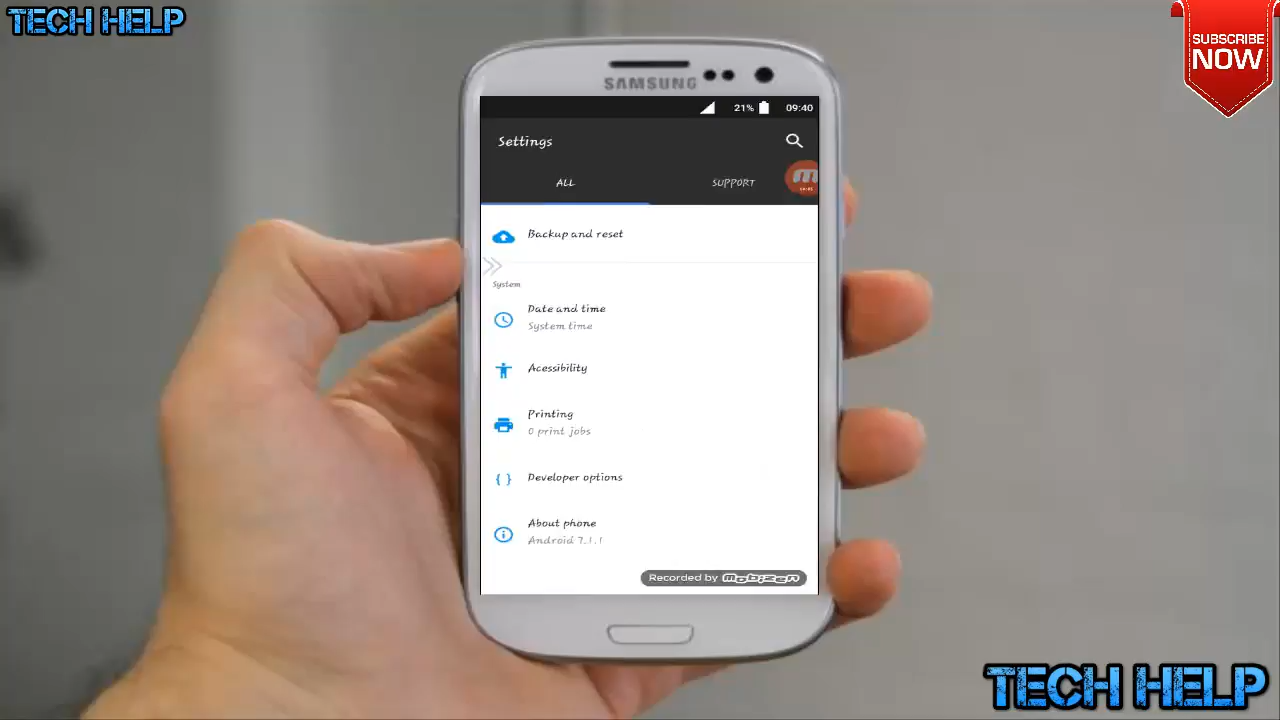 TECH HELP
SUBSCRIBE
NOW
SAMSUNG
21% 09:40
Settings
ALL SUPPORT
Backup and reset
System
Date and time
System time
Acessibility
Printing
0 print jobs
{ } Developer options
About phone
Android 7.1.1
Recorded by mobizen
TECH HELP